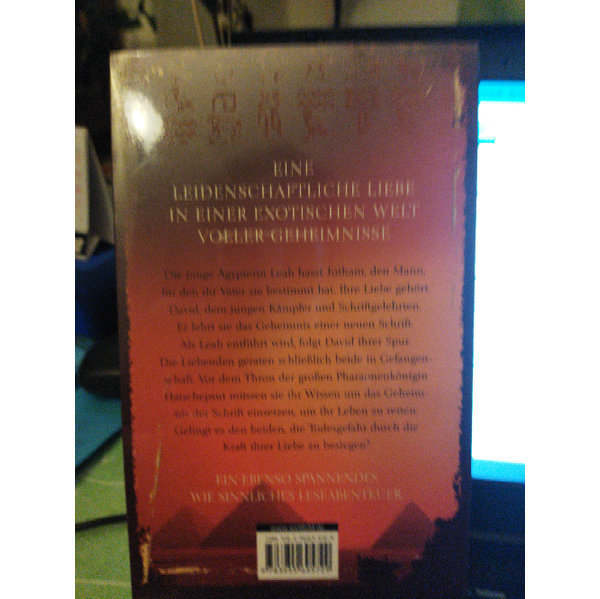 EINE
LEIDENSCHAFTLICHE LIEBE
IN EINER EXOTISCHEN WELT
VOLLER GEHEIMNISSE
Die junge Ägypterin Leah hasst Jotham, den Mann,
für den ihr Vater sie bestimmt hat. Ihre Liebe gehört
David, dem jungen Kämpfer und Schriftgelehrten.
Er lehrt sie das Geheimnis einer neuen Schrift.
Als Leah entführt wird, folgt David ihrer Spur.
Die Liebenden geraten schließlich beide in Gefangen-
schaft. Vor dem Thron der großen Pharaonenkönigin
Hatschepsut müssen sie ihr Wissen um das Geheim-
nis der Schrift einsetzen, um ihr Leben zu retten.
Gelingt es den beiden, die Todesgefahr durch die
Kraft ihrer Liebe zu besiegen?
EIN EBENSO SPANNENDES
WIE SINNLICHES LESEABENTEUER